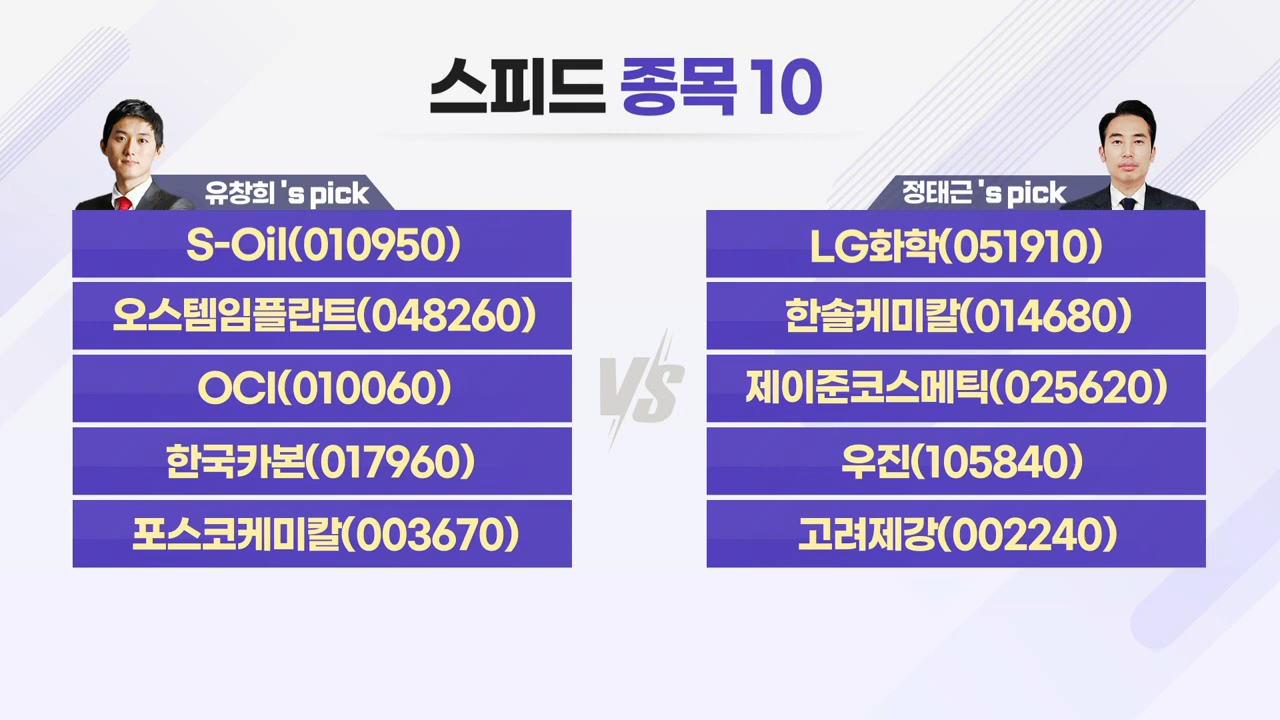 스피드 종목 10
유창희 's pick
S-Oil(010950)
오스템임플란트(048260)
OCI(010060)
한국카본(017960)
포스코케미칼(003670)
VS
정태근 's pick
LG화학(051910)
한솔케미칼(014680)
제이준코스메틱(025620)
우진(105840)
고려제강(002240)